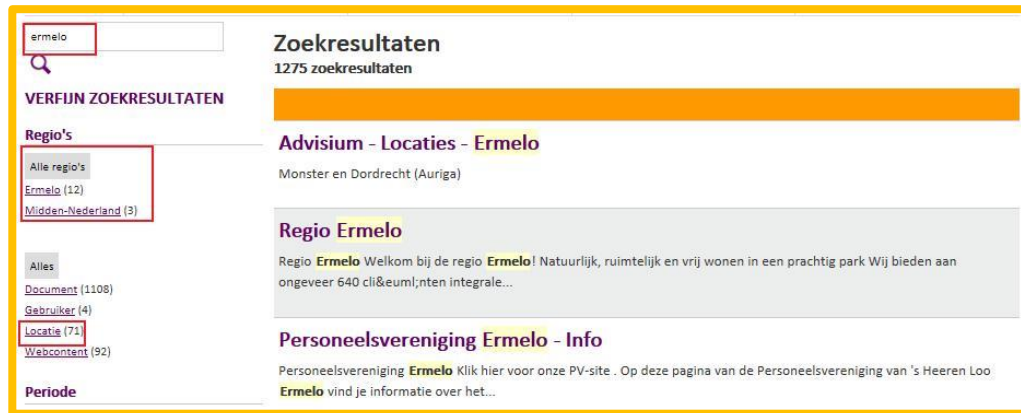 ermelo
VERFIJN ZOEKRESULTATEN
Regio's
Alle regio's
Ermelo (12)
Midden-Nederland (3)
Alles
Document (1108)
Gebruiker (4)
Locatie (71)
Webcontent (92)
Periode
Zoekresultaten
1275 zoekresultaten
Advisium - Locaties - Ermelo
Monster en Dordrecht (Auriga)
Regio Ermelo
Regio Ermelo Welkom bij de regio Ermelo! Natuurlijk, ruimtelijk en vrij wonen in een prachtig park Wij bieden aan
ongeveer 640 cli&euml;nten integrale...
Personeelsvereniging Ermelo - Info
Personeelsvereniging Ermelo Klik hier voor onze PV-site . Op deze pagina van de Personeelsvereniging van 's Heeren Loo
Ermelo vind je informatie over het...